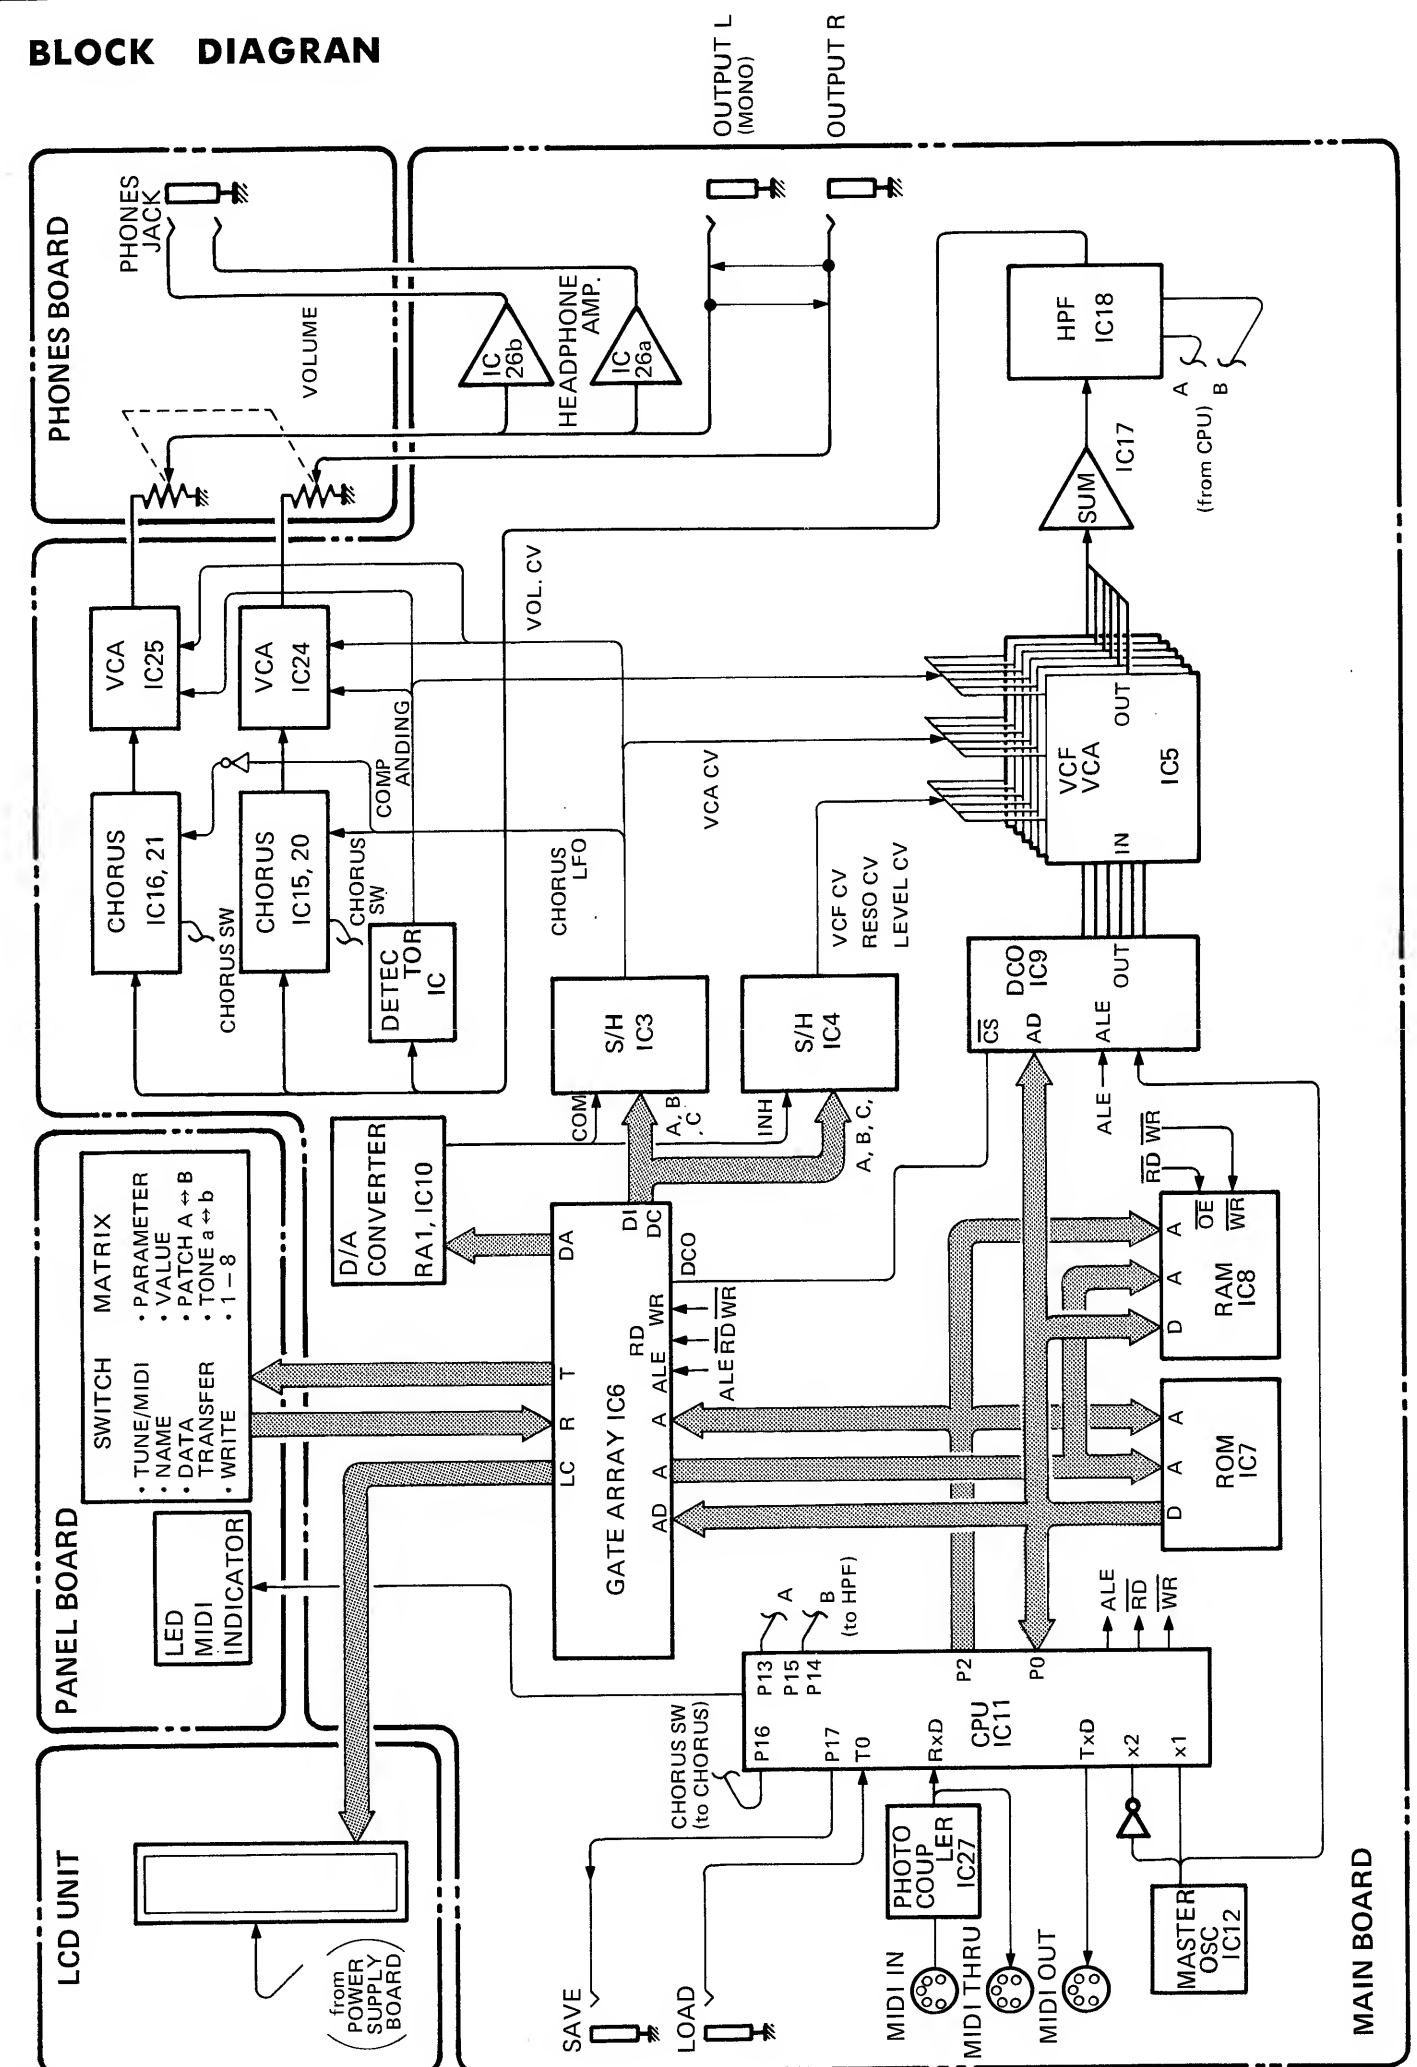 BLOCK DIAGRAN
LCD UNIT
(from
POWER
SUPPLY
BOARD)
PANEL BOARD
LED
MIDI
INDICATOR
SWITCH MATRIX
• TUNE/MIDI
• NAME
• DATA
TRANSFER
• WRITE
• PARAMETER
• VALUE
• PATCH A ↔ B
• TONE a ↔ b
• 1 – 8
PHONES BOARD
PHONES
JACK
VOLUME
CHORUS
IC16, 21
CHORUS SW
CHORUS
IC15, 20
CHORUS
SW
DETEC
TOR
IC
VCA
IC25
VCA
IC24
COMP
ANDING
VOL. CV
IC
26b
HEADPHONE
AMP.
IC
26a
OUTPUT L
(MONO)
OUTPUT R
D/A
CONVERTER
RA1, IC10
COM
S/H
IC3
A, B
, C
CHORUS
LFO
INH
S/H
IC4
A, B, C,
VCA CV
VCF CV
RESO CV
LEVEL CV
GATE ARRAY IC6
LC
R
T
DA
DI
DC
AD
A
A
ALE
RD
WR
DCO
ALE
RD
WR
SAVE
LOAD
CHORUS SW
(to CHORUS)
P16
P17
T0
RxD
TxD
x2
x1
CPU
IC11
P13
P15
P14
P2
P0
A
B
(to HPF)
ALE
RD
WR
MIDI IN
MIDI THRU
MIDI OUT
PHOTO
COUP
LER
IC27
MASTER
OSC
IC12
ROM
IC7
D
A
A
RAM
IC8
D
A
A
OE
WR
RD
WR
DCO
IC9
CS
AD
ALE
OUT
ALE
VCF
VCA
IN
OUT
IC5
SUM
IC17
HPF
IC18
A
B
(from CPU)
MAIN BOARD